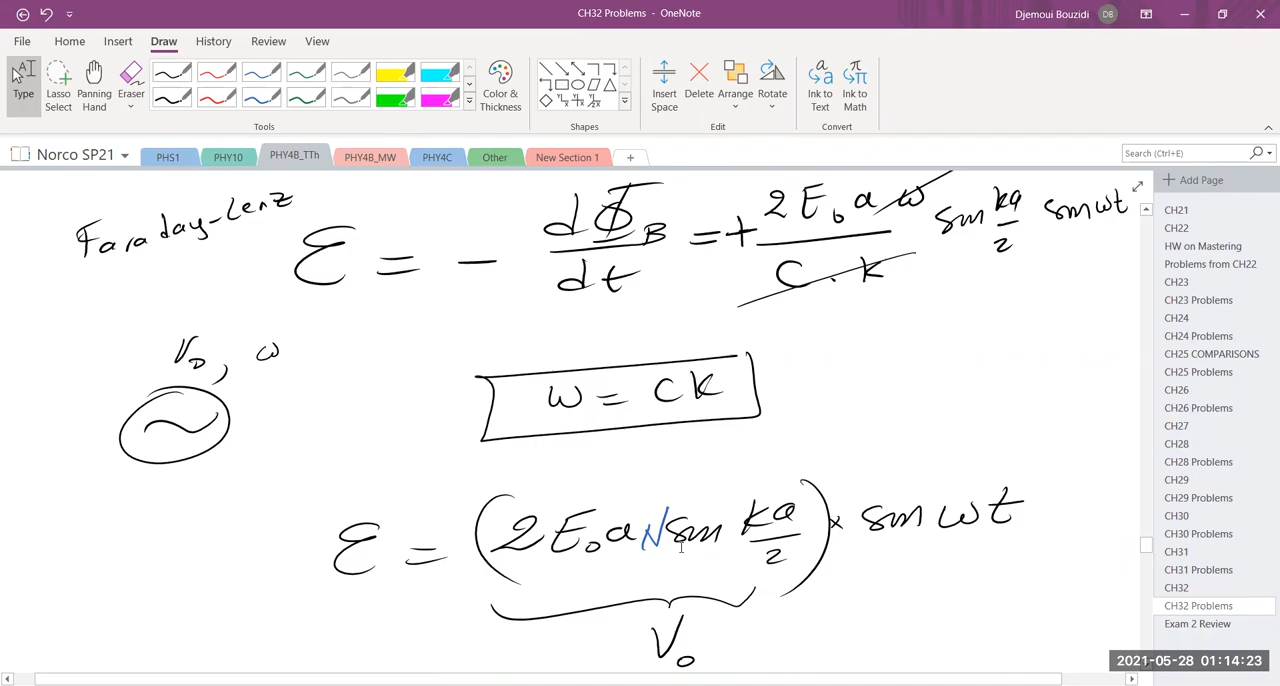 CH32 Problems - OneNote
Djemoui Bouzidi DB
File Home Insert Draw History Review View
Type
Lasso Select
Panning Hand
Eraser
Color & Thickness
Insert Space
Delete
Arrange
Rotate
Ink to Text
Ink to Math
Tools Shapes Edit Convert
Norco SP21 PHS1 PHY10 PHY4B_TTh PHY4B_MW PHY4C Other New Section 1 +
Search (Ctrl+E)
Add Page
CH21
CH22
HW on Mastering
Problems from CH22
CH23
CH23 Problems
CH24
CH24 Problems
CH25 COMPARISONS
CH25 Problems
CH26
CH26 Problems
CH27
CH28
CH28 Problems
CH29
CH29 Problems
CH30
CH30 Problems
CH31
CH31 Problems
CH32
CH32 Problems
Exam 2 Review
Faraday-Lenz
ℰ = - dΦ_B/dt = + 2E₀aω/(C.k) sin ka/2 sin ωt
V₀, ω
~
ω = ck
ℰ = (2E₀aN sin ka/2) × sin ωt
V₀
2021-05-28 01:14:23